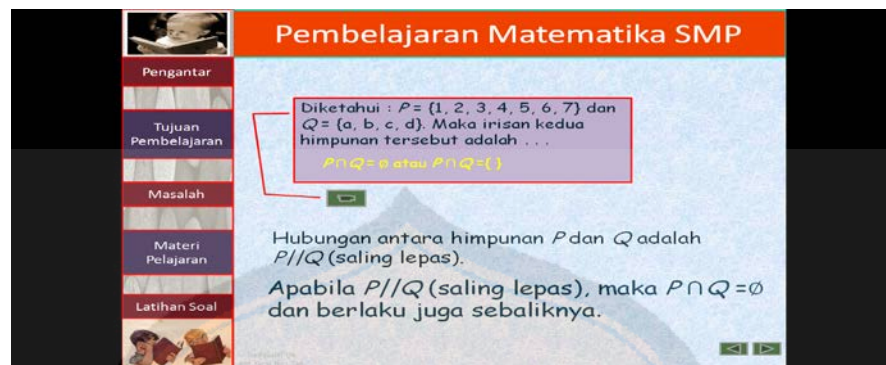 Pembelajaran Matematika SMP
Pengantar
Tujuan
Pembelajaran
Masalah
Materi
Pelajaran
Latihan Soal
Diketahui : P = {1, 2, 3, 4, 5, 6, 7} dan
Q = {a, b, c, d}. Maka irisan kedua
himpunan tersebut adalah . . .
P∩Q = ø atau P∩Q={ }
Hubungan antara himpunan P dan Q adalah
P//Q (saling lepas).
Apabila P//Q (saling lepas), maka P ∩ Q =∅
dan berlaku juga sebaliknya.